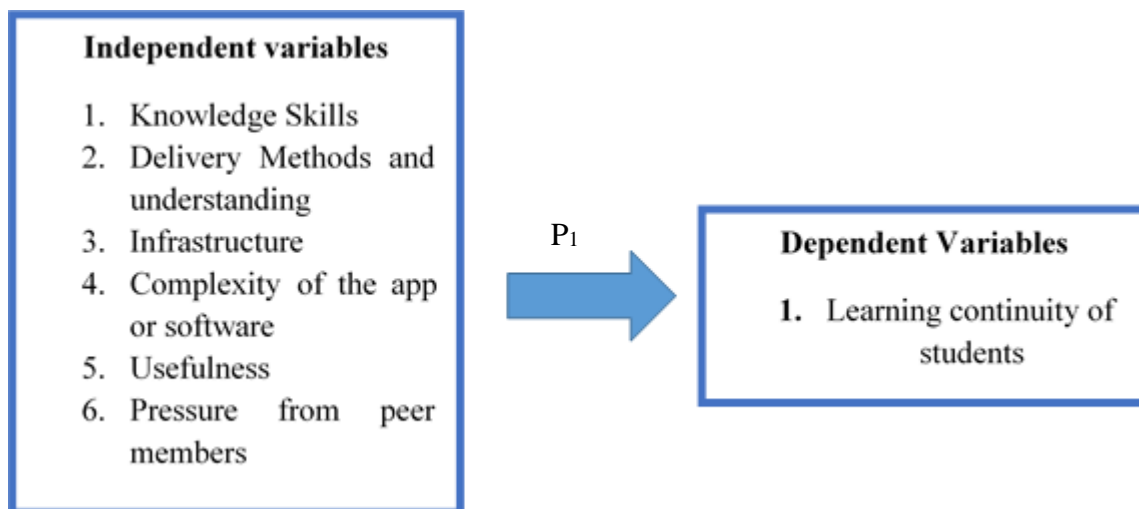 Independent variables
1. Knowledge Skills
2. Delivery Methods and
understanding
3. Infrastructure
4. Complexity of the app
or software
5. Usefulness
6. Pressure from peer
members
P1
Dependent Variables
1. Learning continuity of
students